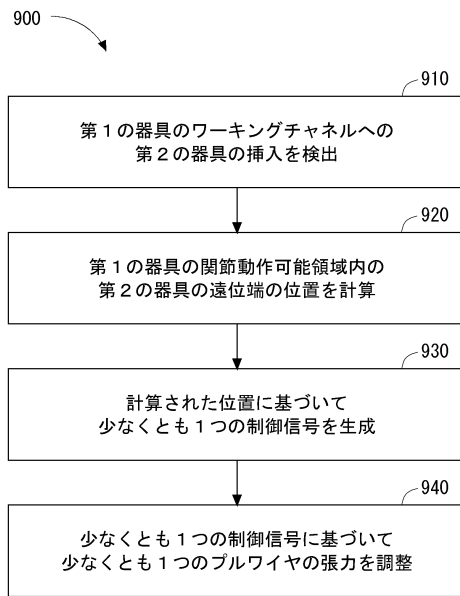 900
910
第１の器具のワーキングチャネルへの
第２の器具の挿入を検出
920
第１の器具の関節動作可能領域内の
第２の器具の遠位端の位置を計算
930
計算された位置に基づいて
少なくとも１つの制御信号を生成
940
少なくとも１つの制御信号に基づいて
少なくとも１つのプルワイヤの張力を調整